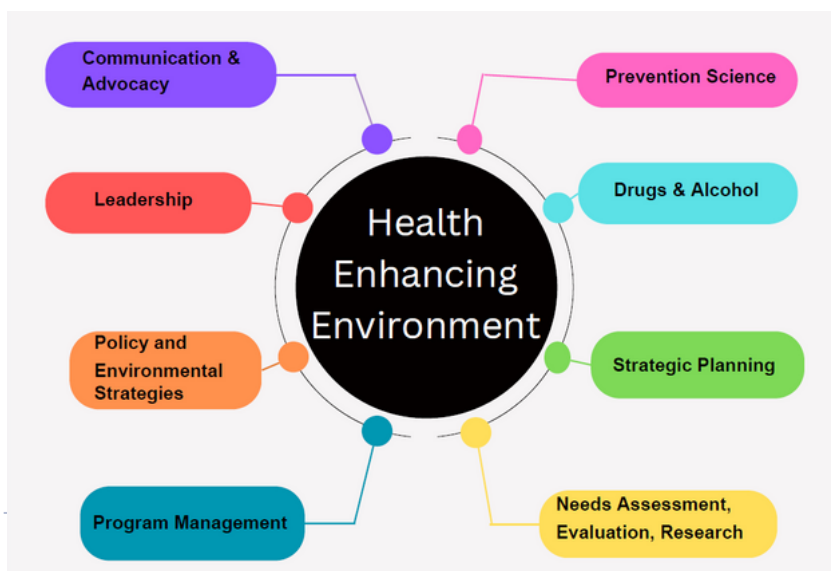 Communication &
Advocacy
Prevention Science
Leadership
Drugs & Alcohol
Health
Enhancing
Environment
Policy and
Environmental
Strategies
Strategic Planning
Program Management
Needs Assessment,
Evaluation, Research